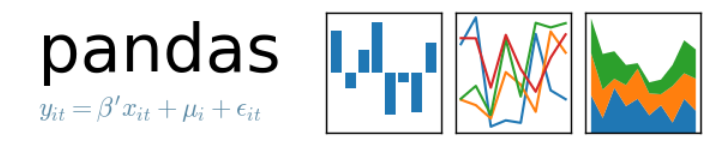 pandas
y_{it} = β′x_{it} + μ_i + ϵ_{it}